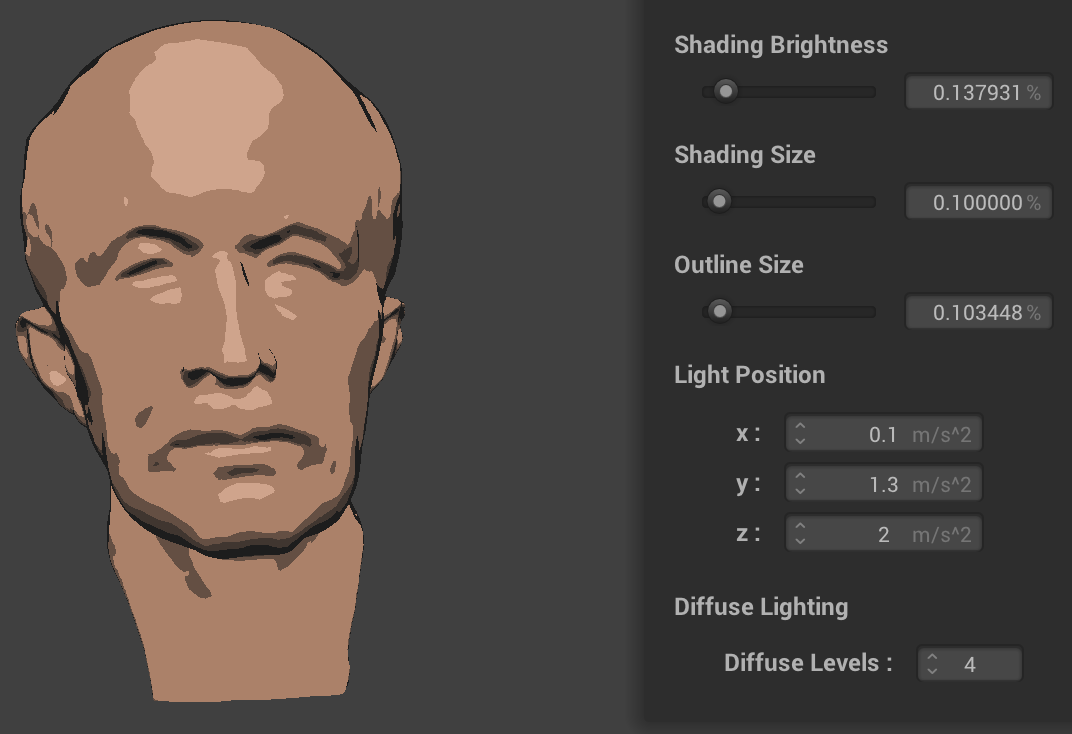 Shading Brightness
0.137931 %
Shading Size
0.100000 %
Outline Size
0.103448 %
Light Position
x : 0.1 m/s^2
y : 1.3 m/s^2
z : 2 m/s^2
Diffuse Lighting
Diffuse Levels : 4